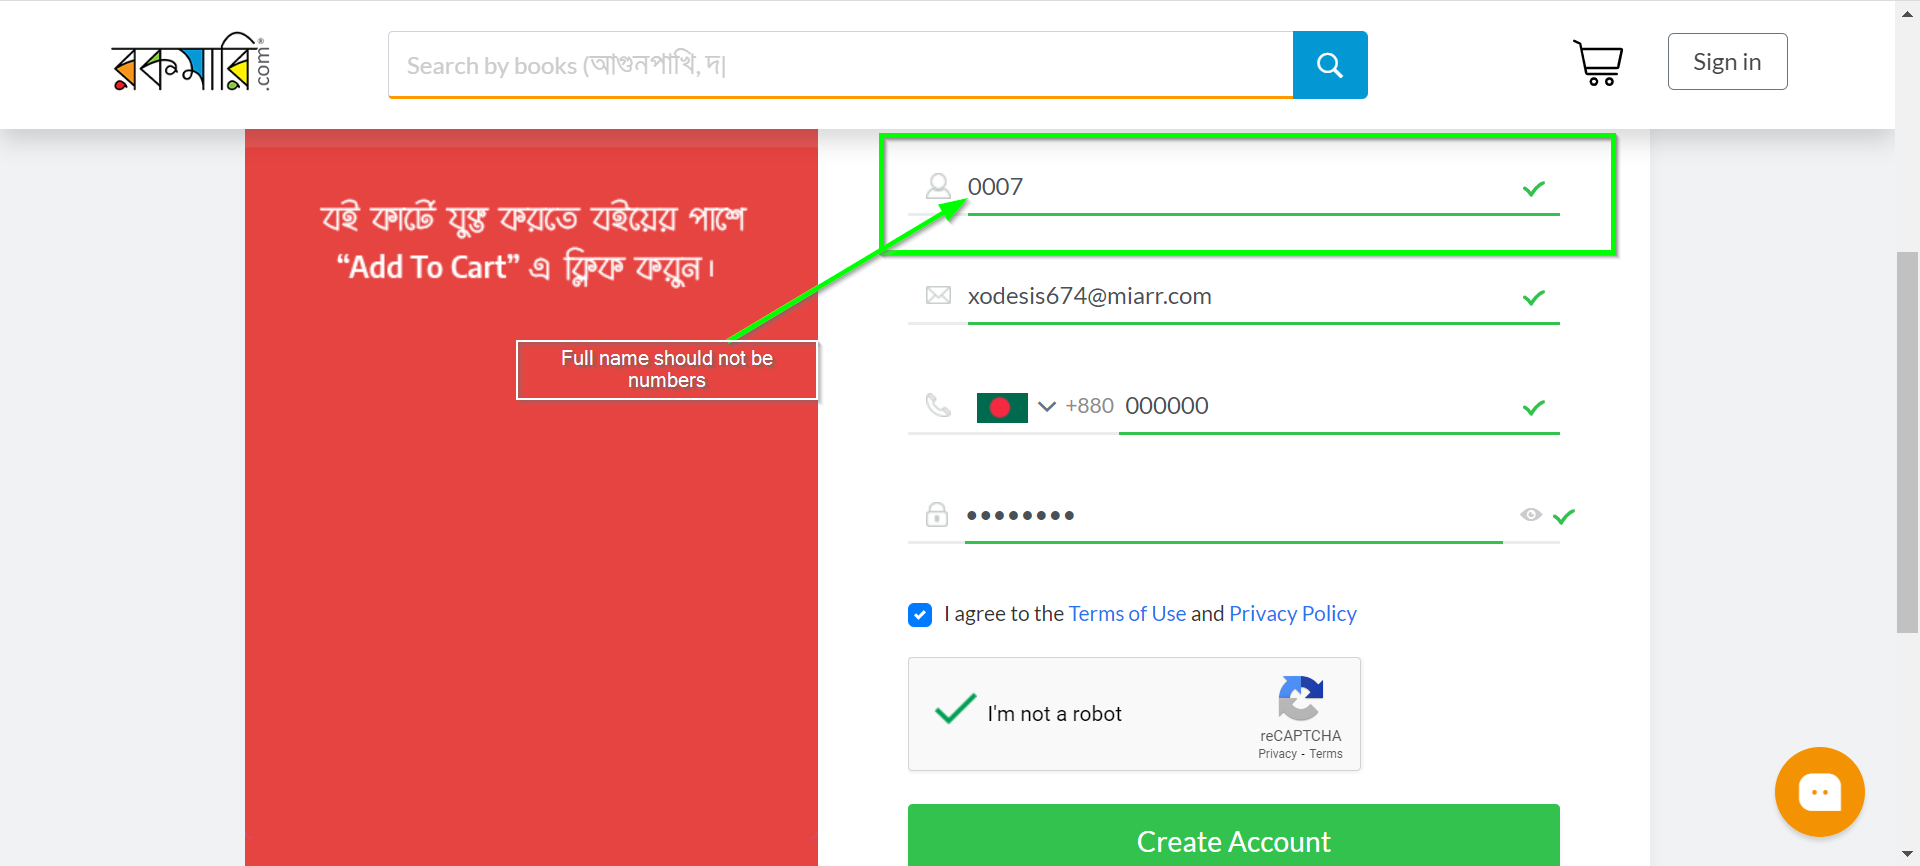 রকমারি.com®
Search by books (আগুনপাখি, দ|
Sign in
0007
বই কার্টে যুক্ত করতে বইয়ের পাশে
“Add To Cart” এ ক্লিক করুন।
xodesis674@miarr.com
Full name should not be
numbers
+880 000000
I agree to the Terms of Use and Privacy Policy
I'm not a robot
reCAPTCHA
Privacy - Terms
Create Account